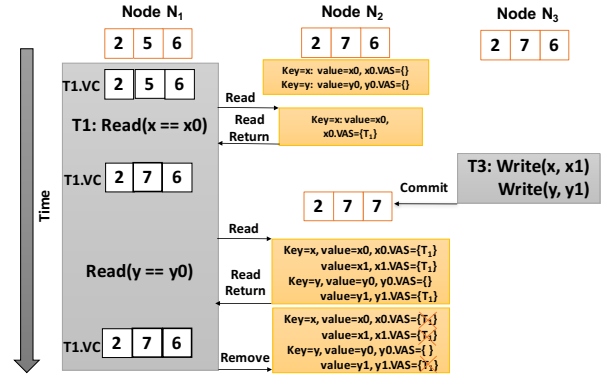 Node N1
Node N2
Node N3
2 5 6
2 7 6
2 7 6
T1.VC 2 5 6
Key=x: value=x0, x0.VAS={}
Key=y: value=y0, y0.VAS={}
Read
T1: Read(x == x0)
Read
Return
Key=x: value=x0,
x0.VAS={T1}
T1.VC 2 7 6
T3: Write(x, x1)
Write(y, y1)
Commit
2 7 7
Time
Read
Read(y == y0)
Key=x, value=x0, x0.VAS={T1}
value=x1, x1.VAS={T1}
Key=y, value=y0, y0.VAS={}
value=y1, y1.VAS={T1}
Read
Return
T1.VC 2 7 6
Key=x, value=x0, x0.VAS={T1}
value=x1, x1.VAS={T1}
Key=y, value=y0, y0.VAS={ }
value=y1, y1.VAS={T1}
Remove